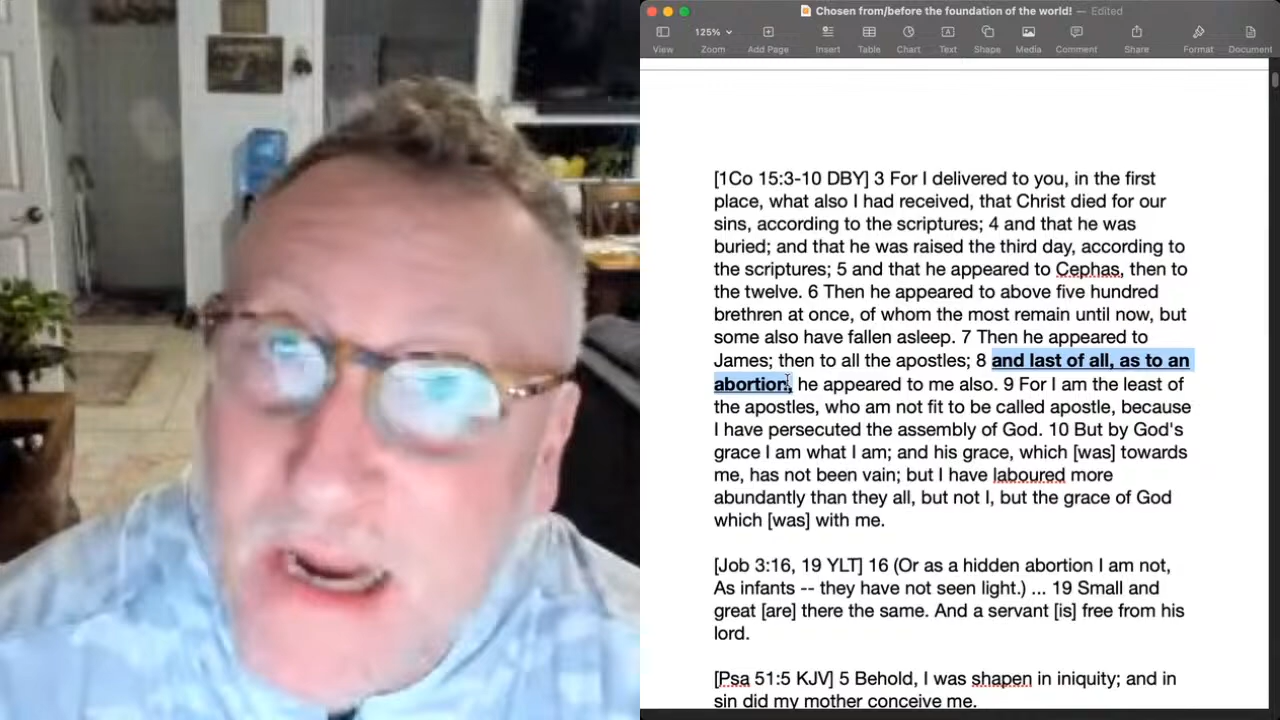 Chosen from/before the foundation of the world! — Edited
125%
View
Zoom
Add Page
Insert
Table
Chart
Text
Shape
Media
Comment
Share
Format
Document
[1Co 15:3-10 DBY] 3 For I delivered to you, in the first
place, what also I had received, that Christ died for our
sins, according to the scriptures; 4 and that he was
buried; and that he was raised the third day, according to
the scriptures; 5 and that he appeared to Cephas, then to
the twelve. 6 Then he appeared to above five hundred
brethren at once, of whom the most remain until now, but
some also have fallen asleep. 7 Then he appeared to
James; then to all the apostles; 8 and last of all, as to an
abortion, he appeared to me also. 9 For I am the least of
the apostles, who am not fit to be called apostle, because
I have persecuted the assembly of God. 10 But by God's
grace I am what I am; and his grace, which [was] towards
me, has not been vain; but I have laboured more
abundantly than they all, but not I, but the grace of God
which [was] with me.
[Job 3:16, 19 YLT] 16 (Or as a hidden abortion I am not,
As infants -- they have not seen light.) ... 19 Small and
great [are] there the same. And a servant [is] free from his
lord.
[Psa 51:5 KJV] 5 Behold, I was shapen in iniquity; and in
sin did my mother conceive me.